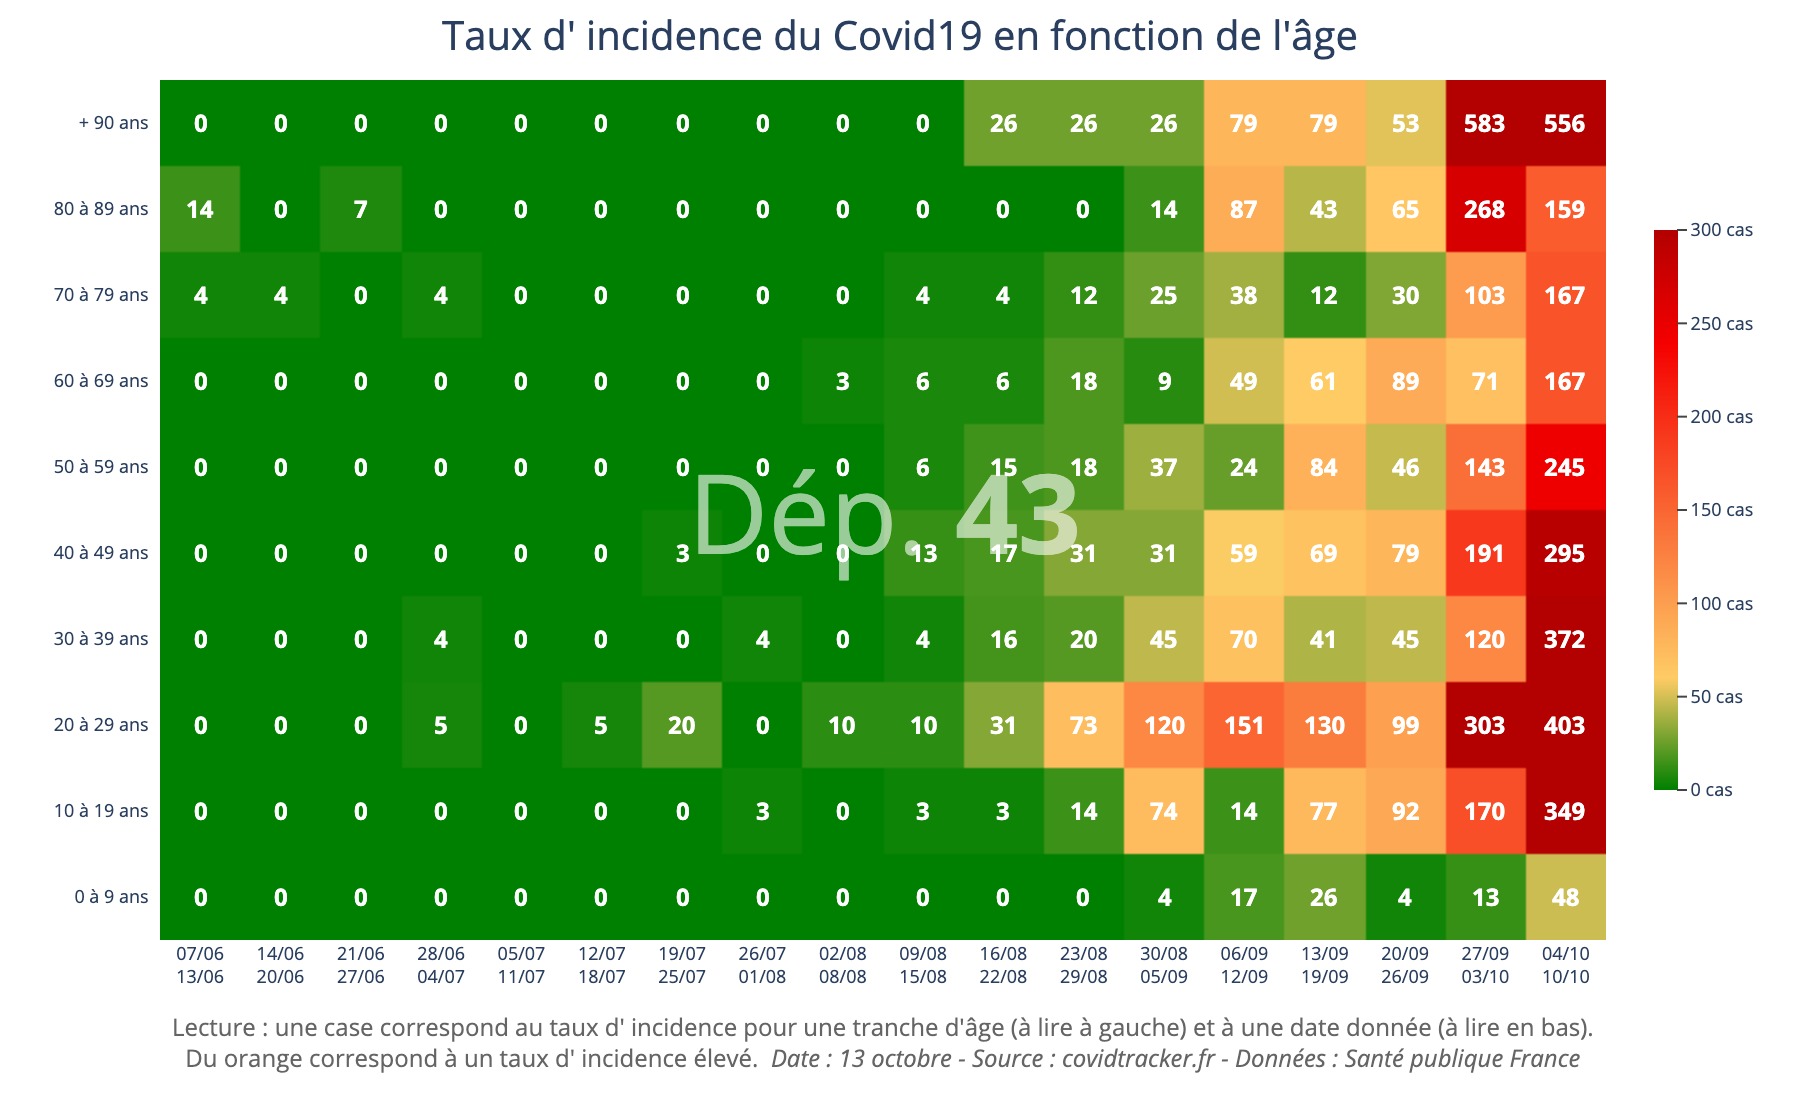 Taux d' incidence du Covid19 en fonction de l'âge
+ 90 ans 0 0 0 0 0 0 0 0 0 0 26 26 26 79 79 53 583 556
80 à 89 ans 14 0 7 0 0 0 0 0 0 0 0 0 14 87 43 65 268 159
70 à 79 ans 4 4 0 4 0 0 0 0 0 4 4 12 25 38 12 30 103 167
60 à 69 ans 0 0 0 0 0 0 0 0 3 6 6 18 9 49 61 89 71 167
50 à 59 ans 0 0 0 0 0 0 0 0 0 6 15 18 37 24 84 46 143 245
Dép. 43
40 à 49 ans 0 0 0 0 0 0 3 0 0 13 17 31 31 59 69 79 191 295
30 à 39 ans 0 0 0 4 0 0 0 4 0 4 16 20 45 70 41 45 120 372
20 à 29 ans 0 0 0 5 0 5 20 0 10 10 31 73 120 151 130 99 303 403
10 à 19 ans 0 0 0 0 0 0 0 3 0 3 3 14 74 14 77 92 170 349
0 à 9 ans 0 0 0 0 0 0 0 0 0 0 0 0 4 17 26 4 13 48
07/06 14/06 21/06 28/06 05/07 12/07 19/07 26/07 02/08 09/08 16/08 23/08 30/08 06/09 13/09 20/09 27/09 04/10
13/06 20/06 27/06 04/07 11/07 18/07 25/07 01/08 08/08 15/08 22/08 29/08 05/09 12/09 19/09 26/09 03/10 10/10
300 cas
250 cas
200 cas
150 cas
100 cas
50 cas
0 cas
Lecture : une case correspond au taux d' incidence pour une tranche d'âge (à lire à gauche) et à une date donnée (à lire en bas).
Du orange correspond à un taux d' incidence élevé. Date : 13 octobre - Source : covidtracker.fr - Données : Santé publique France